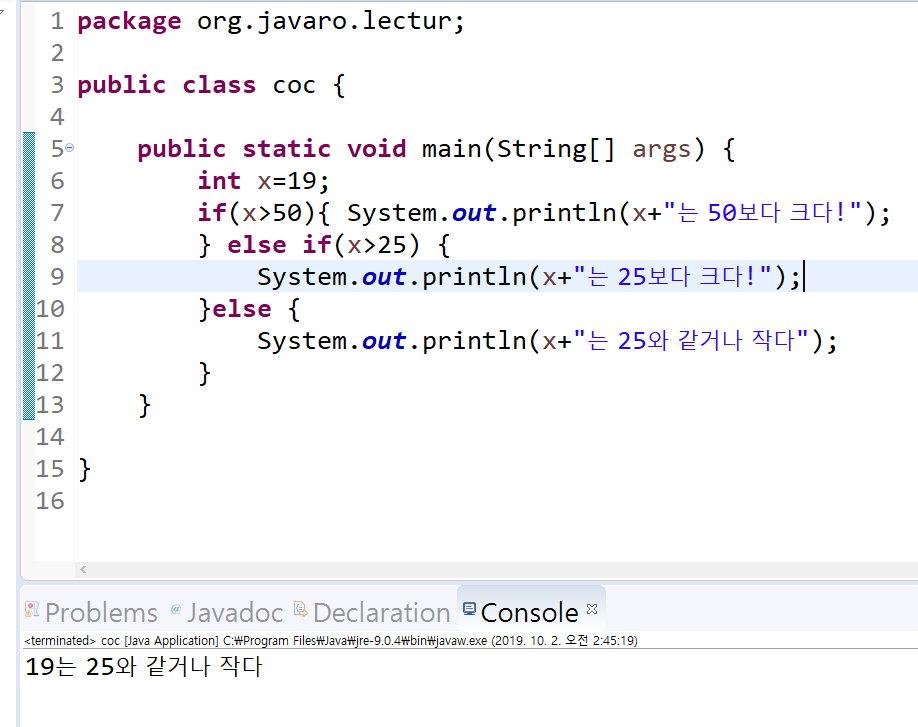 1 package org.javaro.lectur;
2
3 public class coc {
4
5 public static void main(String[] args) {
6 int x=19;
7 if(x>50){ System.out.println(x+"는 50보다 크다!");
8 } else if(x>25) {
9 System.out.println(x+"는 25보다 크다!");
10 }else {
11 System.out.println(x+"는 25와 같거나 작다");
12 }
13 }
14
15 }
16
Problems Javadoc Declaration Console
<terminated> coc [Java Application] C:₩Program Files₩Java₩jre-9.0.4₩bin₩javaw.exe (2019. 10. 2. 오전 2:45:19)
19는 25와 같거나 작다